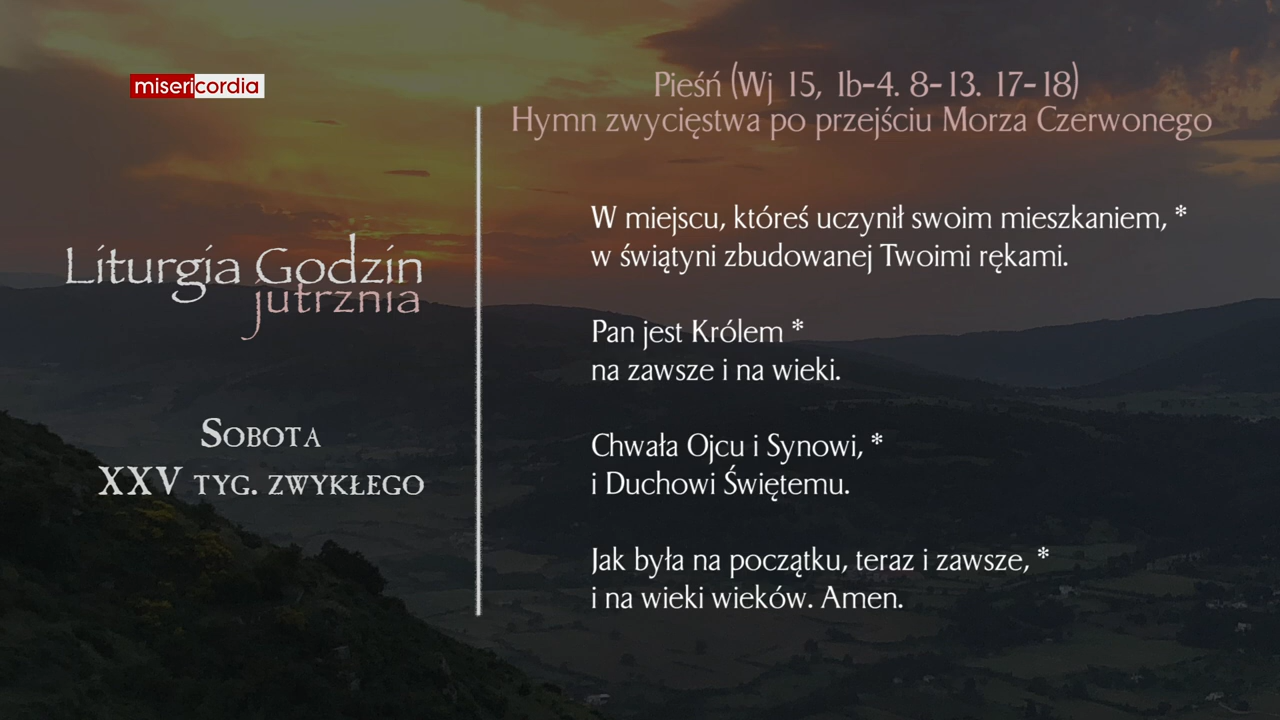 misericordia
Liturgia Godzin
jutrznia
Sobota
XXV tyg. zwykłego
Pieśń (Wj 15, 1b-4. 8-13. 17-18)
Hymn zwycięstwa po przejściu Morza Czerwonego
W miejscu, któreś uczynił swoim mieszkaniem, *
w świątyni zbudowanej Twoimi rękami.
Pan jest Królem *
na zawsze i na wieki.
Chwała Ojcu i Synowi, *
i Duchowi Świętemu.
Jak była na początku, teraz i zawsze, *
i na wieki wieków. Amen.